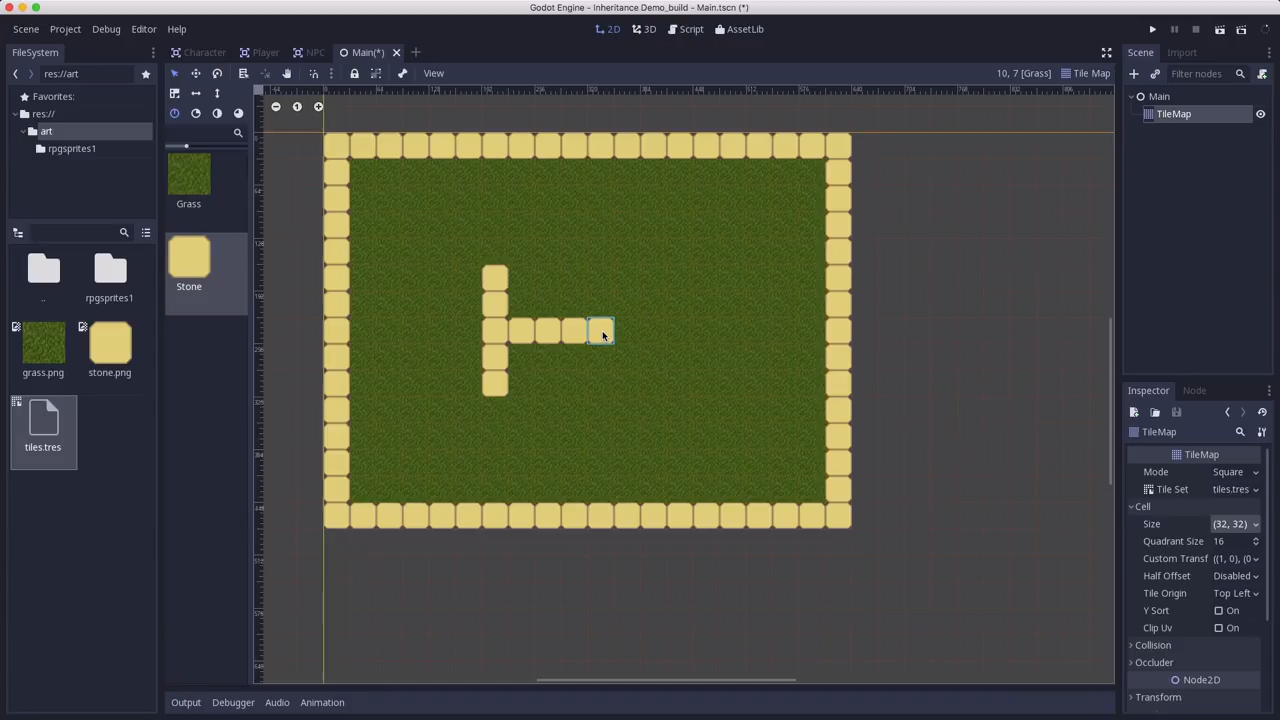 Godot Engine - Inheritance Demo_build - Main.tscn (*)
Scene Project Debug Editor Help
2D 3D Script AssetLib
FileSystem
Character Player NPC Main(*)
Scene Import
res://art
View
10, 7 [Grass] Tile Map
Filter nodes
Favorites:
res://
art
rpgsprites1
Main
TileMap
Grass
Stone
..
rpgsprites1
grass.png
stone.png
tiles.tres
Inspector Node
TileMap
TileMap
Mode Square
Tile Set tiles.tres
Cell
Size (32, 32)
Quadrant Size 16
Custom Transf ((1, 0), (0
Half Offset Disabled
Tile Origin Top Left
Y Sort On
Clip Uv On
Collision
Occluder
Node2D
Transform
Output Debugger Audio Animation